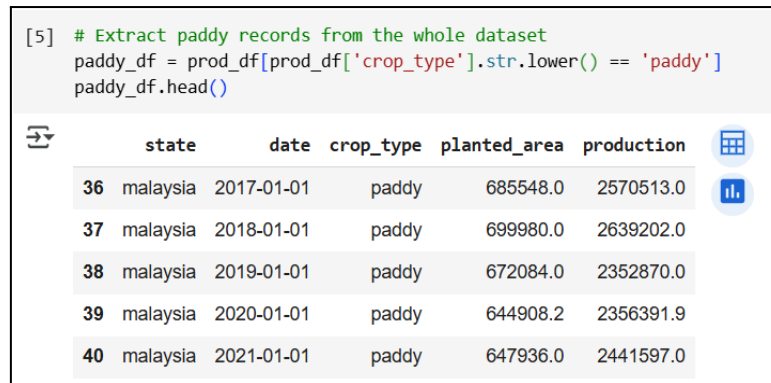 [5] # Extract paddy records from the whole dataset
paddy_df = prod_df[prod_df['crop_type'].str.lower() == 'paddy']
paddy_df.head()
state date crop_type planted_area production
36 malaysia 2017-01-01 paddy 685548.0 2570513.0
37 malaysia 2018-01-01 paddy 699980.0 2639202.0
38 malaysia 2019-01-01 paddy 672084.0 2352870.0
39 malaysia 2020-01-01 paddy 644908.2 2356391.9
40 malaysia 2021-01-01 paddy 647936.0 2441597.0